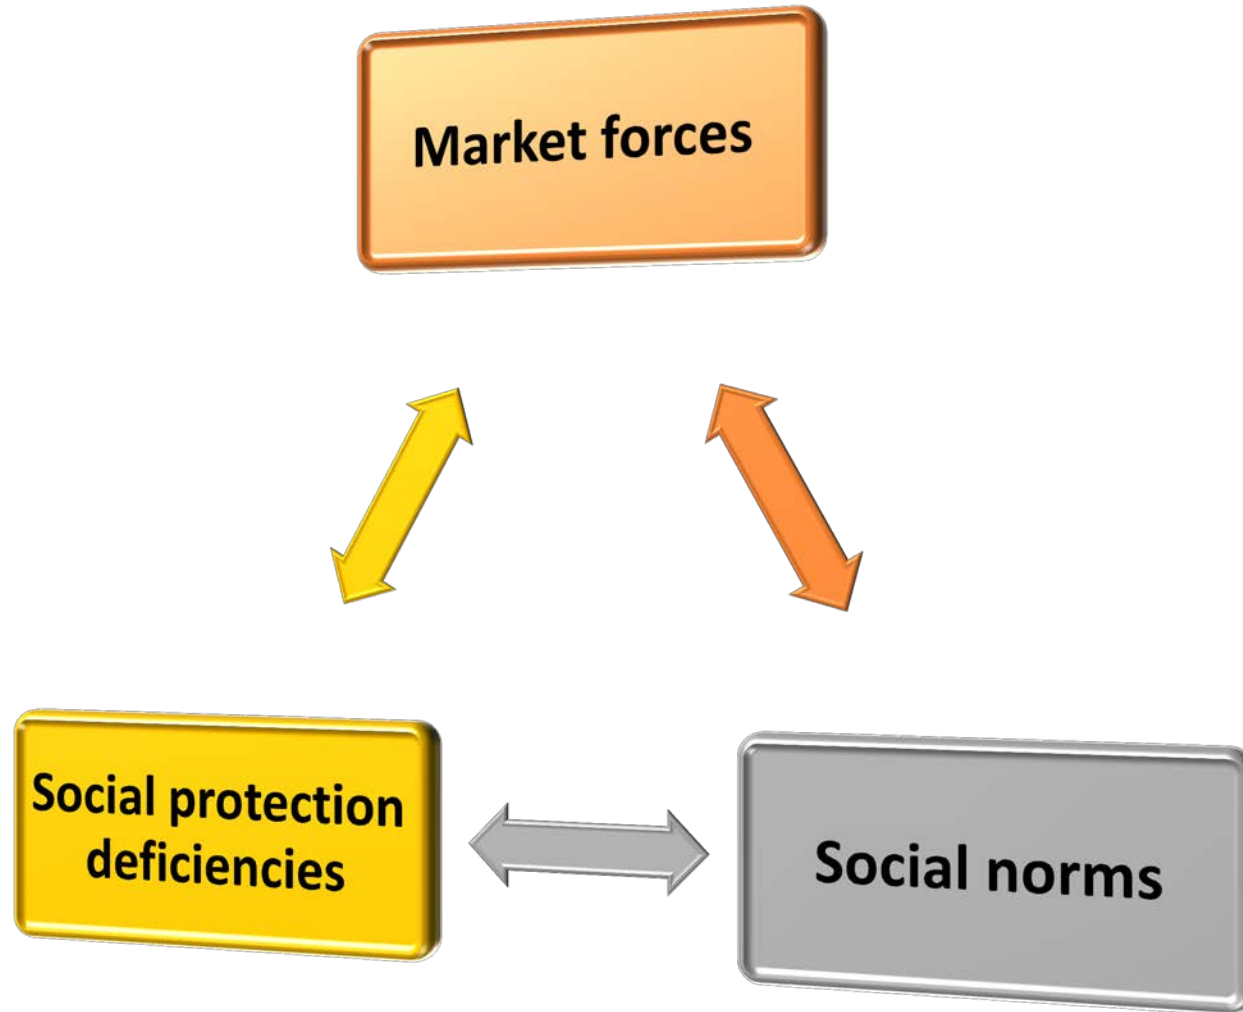 Market forces
Social protection
deficiencies
Social norms